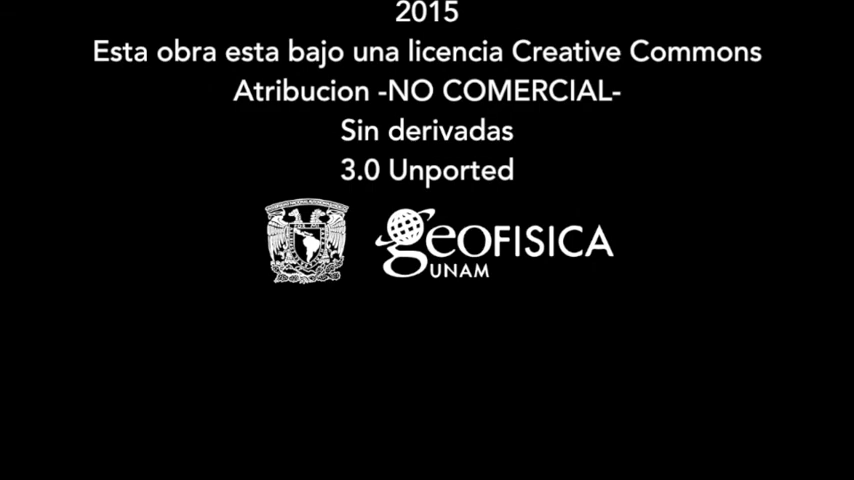 2015
Esta obra esta bajo una licencia Creative Commons
Atribucion -NO COMERCIAL-
Sin derivadas
3.0 Unported
geOFISICA
UNAM